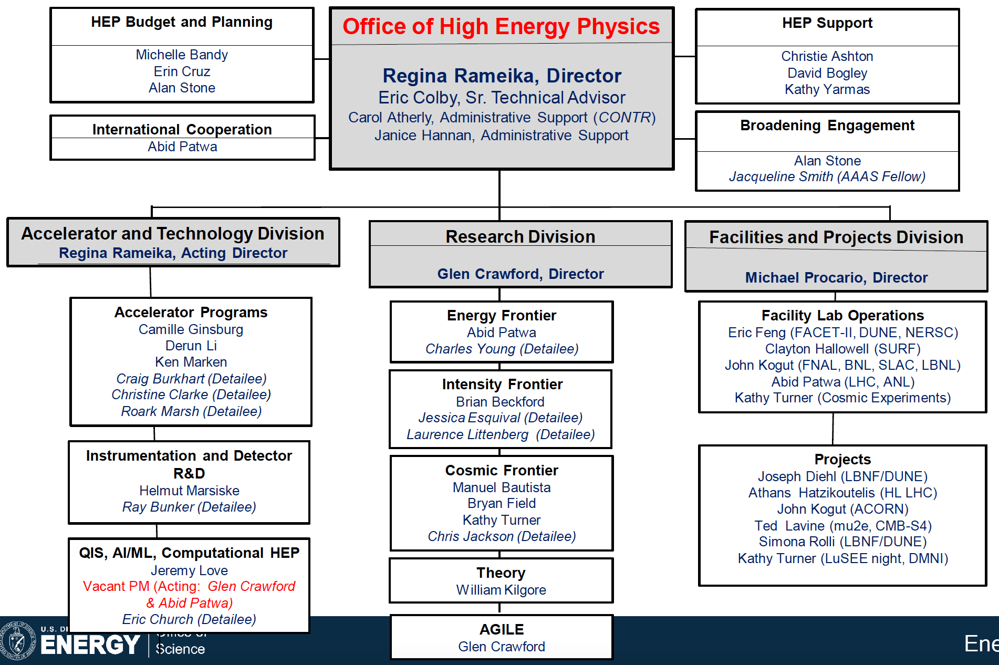 HEP Budget and Planning
Michelle Bandy
Erin Cruz
Alan Stone
International Cooperation
Abid Patwa
Office of High Energy Physics
Regina Rameika, Director
Eric Colby, Sr. Technical Advisor
Carol Atherly, Administrative Support (CONTR)
Janice Hannan, Administrative Support
HEP Support
Christie Ashton
David Bogley
Kathy Yarmas
Broadening Engagement
Alan Stone
Jacqueline Smith (AAAS Fellow)
Accelerator and Technology Division
Regina Rameika, Acting Director
Accelerator Programs
Camille Ginsburg
Derun Li
Ken Marken
Craig Burkhart (Detailee)
Christine Clarke (Detailee)
Roark Marsh (Detailee)
Instrumentation and Detector
R&D
Helmut Marsiske
Ray Bunker (Detailee)
QIS, AI/ML, Computational HEP
Jeremy Love
Vacant PM (Acting: Glen Crawford
& Abid Patwa)
Eric Church (Detailee)
Research Division
Glen Crawford, Director
Energy Frontier
Abid Patwa
Charles Young (Detailee)
Intensity Frontier
Brian Beckford
Jessica Esquival (Detailee)
Laurence Littenberg (Detailee)
Cosmic Frontier
Manuel Bautista
Bryan Field
Kathy Turner
Chris Jackson (Detailee)
Theory
William Kilgore
AGILE
Glen Crawford
Facilities and Projects Division
Michael Procario, Director
Facility Lab Operations
Eric Feng (FACET-II, DUNE, NERSC)
Clayton Hallowell (SURF)
John Kogut (FNAL, BNL, SLAC, LBNL)
Abid Patwa (LHC, ANL)
Kathy Turner (Cosmic Experiments)
Projects
Joseph Diehl (LBNF/DUNE)
Athans Hatzikoutelis (HL LHC)
John Kogut (ACORN)
Ted Lavine (mu2e, CMB-S4)
Simona Rolli (LBNF/DUNE)
Kathy Turner (LuSEE night, DMNI)
U.S.
ENERGY
Office of
Science
Ene